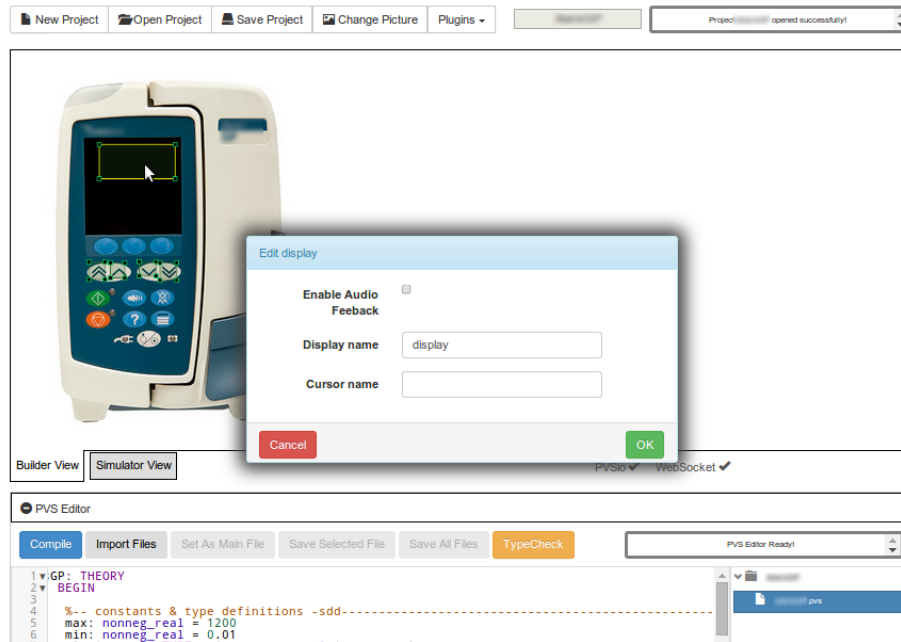 New Project Open Project Save Project Change Picture Plugins
Project opened successfully!
Edit display
Enable Audio
Feeback
Display name display
Cursor name
Cancel OK
Builder View Simulator View PVSio WebSocket
PVS Editor
Compile Import Files Set As Main File Save Selected File Save All Files TypeCheck PVS Editor Ready!
1 GP: THEORY
2 BEGIN
3
4 %-- constants & type definitions -sdd--------------------------------------------------
5 max: nonneg_real = 1200
6 min: nonneg_real = 0.01
.pvs